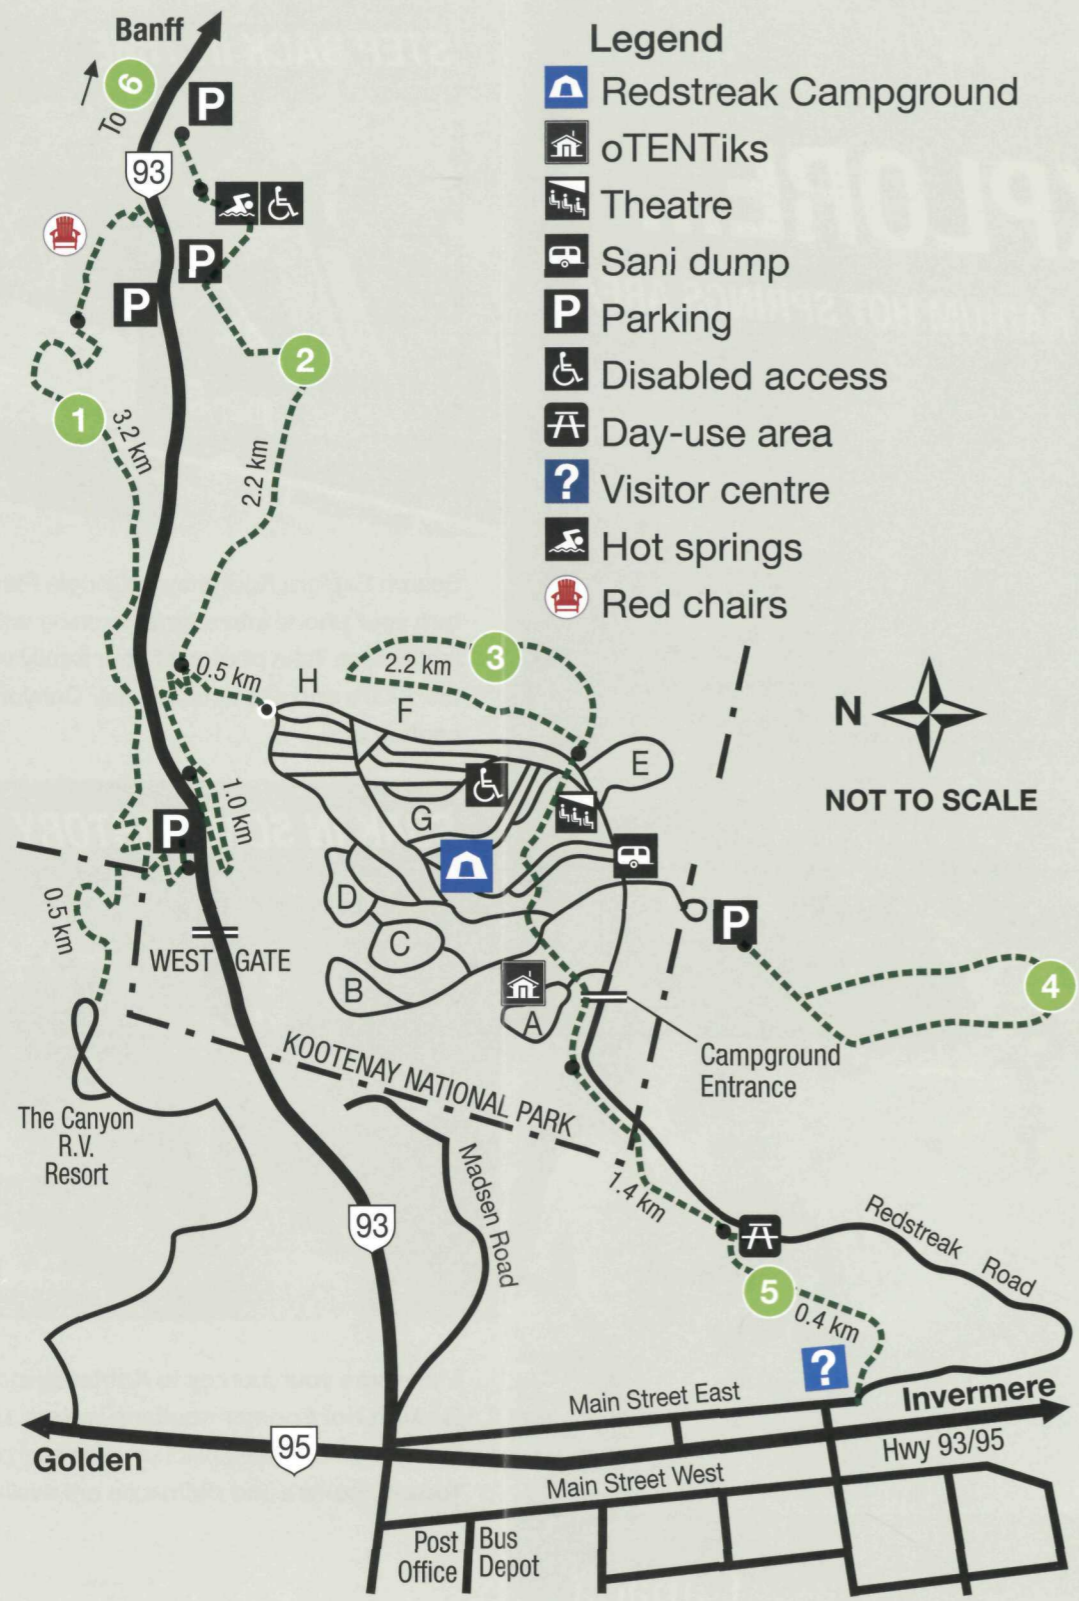 Banff
To 6
P
93
P
P
1
3.2 km
2
2.2 km
Legend
Redstreak Campground
oTENTiks
Theatre
Sani dump
P Parking
Disabled access
Day-use area
? Visitor centre
Hot springs
Red chairs
0.5 km
H
F
2.2 km
3
E
N
NOT TO SCALE
P
1.0 km
G
D
C
B
A
0.5 km
WEST GATE
P
4
Campground
Entrance
KOOTENAY NATIONAL PARK
The Canyon
R.V.
Resort
Madsen Road
93
1.4 km
Redstreak Road
5
0.4 km
?
Main Street East
Invermere
Golden
95
Hwy 93/95
Main Street West
Post
Office
Bus
Depot